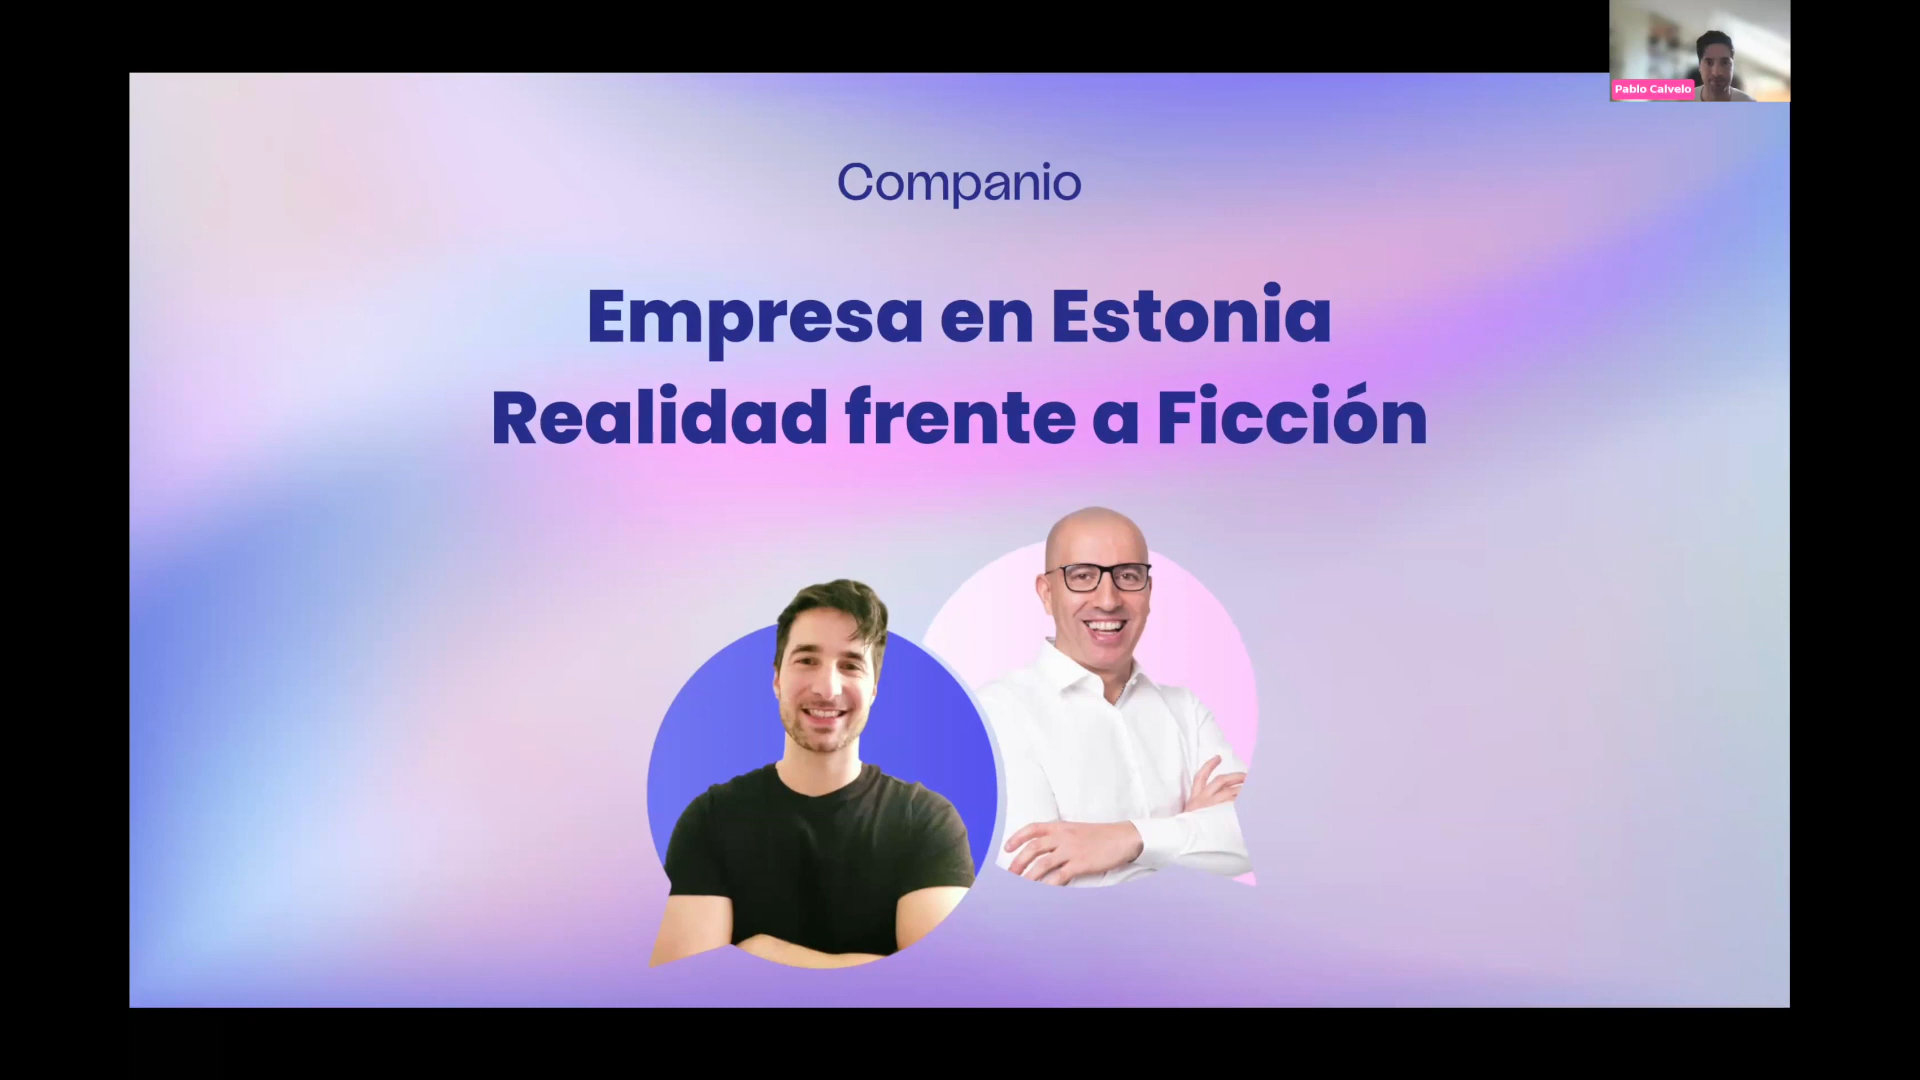 Pablo Calvelo
Companio
Empresa en Estonia
Realidad frente a Ficción